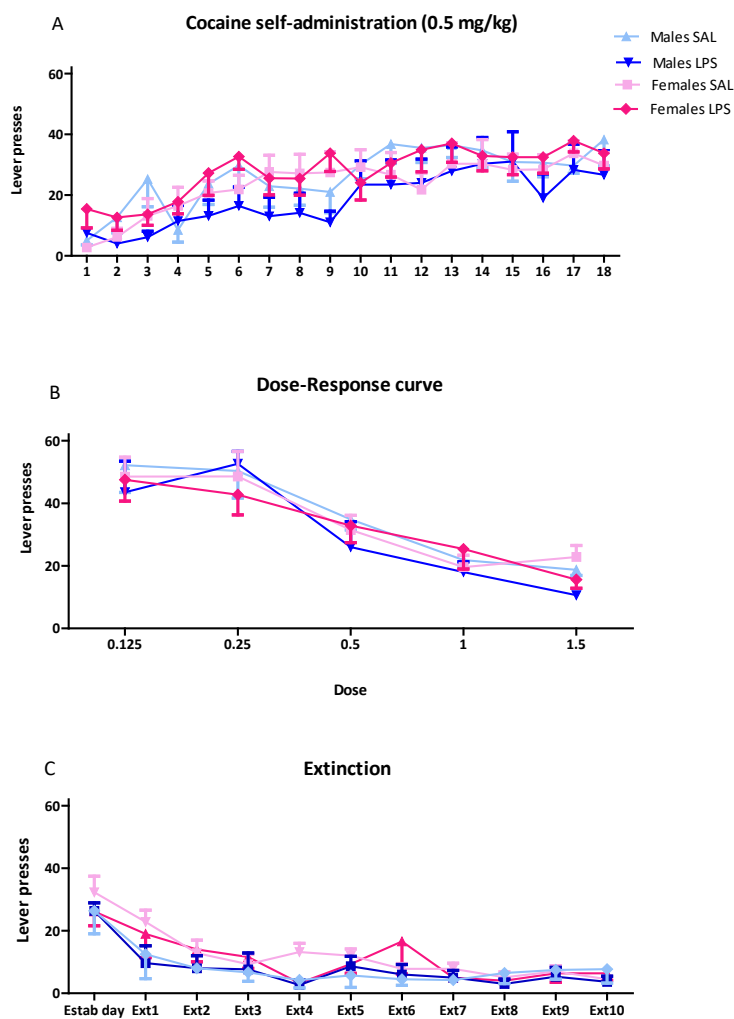 A
Cocaine self-administration (0.5 mg/kg)
Males SAL
Males LPS
Females SAL
Females LPS
Lever presses
60
40
20
0
1 2 3 4 5 6 7 8 9 10 11 12 13 14 15 16 17 18
B
Dose-Response curve
Lever presses
60
40
20
0
0.125 0.25 0.5 1 1.5
Dose
C
Extinction
Lever presses
60
40
20
0
Estab day Ext1 Ext2 Ext3 Ext4 Ext5 Ext6 Ext7 Ext8 Ext9 Ext10